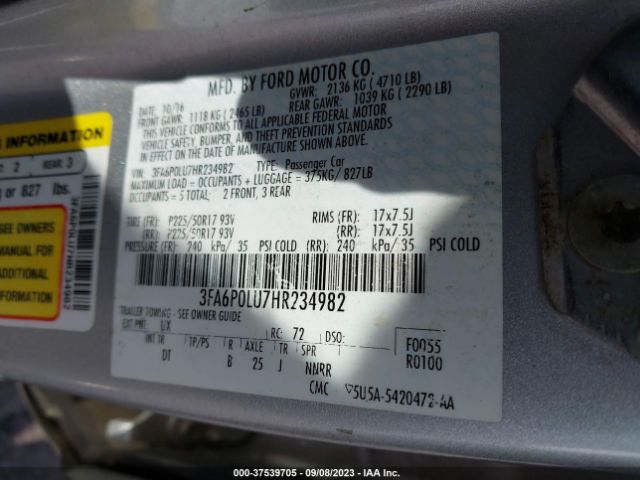 MFD. BY FORD MOTOR CO.
DATE: 10/16 GVWR: 2136 KG ( 4710 LB)
FRONT GAWR: 1118 KG ( 2465 LB) REAR GAWR: 1039 KG ( 2290 LB)
THIS VEHICLE CONFORMS TO ALL APPLICABLE FEDERAL MOTOR
VEHICLE SAFETY, BUMPER, AND THEFT PREVENTION STANDARDS
IN EFFECT ON THE DATE OF MANUFACTURE SHOWN ABOVE.
VIN: 3FA6P0LU7HR234982 TYPE: Passenger Car
MAXIMUM LOAD = OCCUPANTS + LUGGAGE = 375KG/ 827LB
OCCUPANTS = 5 TOTAL: 2 FRONT, 3 REAR
TIRE (FR): P225/50R17 93V RIMS (FR): 17x7.5J
(RR): P225/50R17 93V (RR): 17x7.5J
PRESSURE (FR): 240 kPa/ 35 PSI COLD (RR): 240 kPa/35 PSI COLD
3FA6P0LU7HR234982
TRAILER TOWING - SEE OWNER GUIDE
EXT PNT: UX RC: 72 DSO: F0055
R0100
INT TR TP/PS R AXLE TR SPR
DT B 25 J NNRR
CMC ▽5U5A-5420472-AA
INFORMATION
2 REAR: 3
or 827 lbs.
SEE OWNERS
MANUAL FOR
ADDITIONAL
3FA6P0LU7HR234982
000-37539705 - 09/08/2023 - IAA Inc.